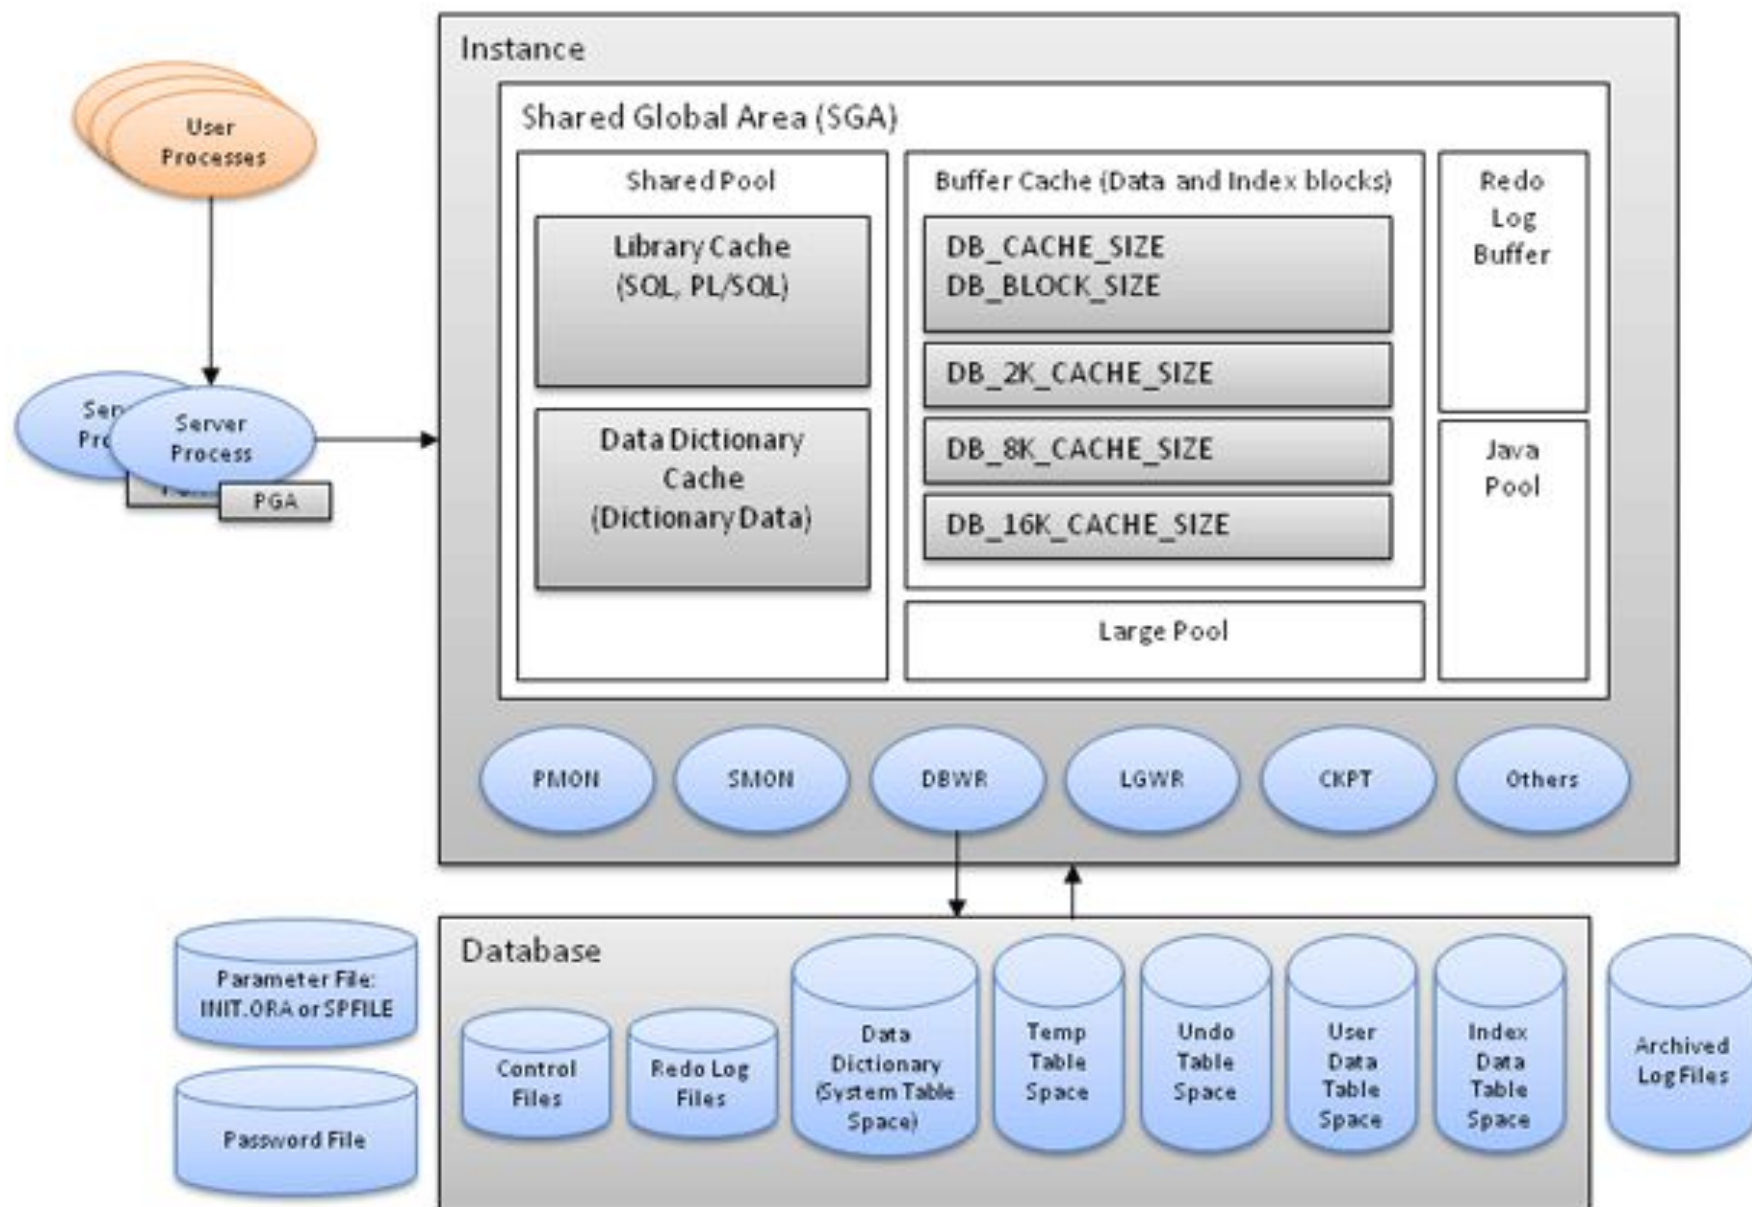 Instance
Shared Global Area (SGA)
User
Processes
Shared Pool
Library Cache
(SQL, PL/SQL)
Data Dictionary
Cache
(Dictionary Data)
Buffer Cache (Data and Index blocks)
DB_CACHE_SIZE
DB_BLOCK_SIZE
DB_2K_CACHE_SIZE
DB_8K_CACHE_SIZE
DB_16K_CACHE_SIZE
Large Pool
Redo
Log
Buffer
Java
Pool
Server
Process
PGA
PMON
SMON
DBWR
LGWR
CKPT
Others
Database
Parameter File:
INIT.ORA or SPFILE
Password File
Control
Files
Redo Log
Files
Data
Dictionary
(System Table
Space)
Temp
Table
Space
Undo
Table
Space
User
Data
Table
Space
Index
Data
Table
Space
Archived
Log Files